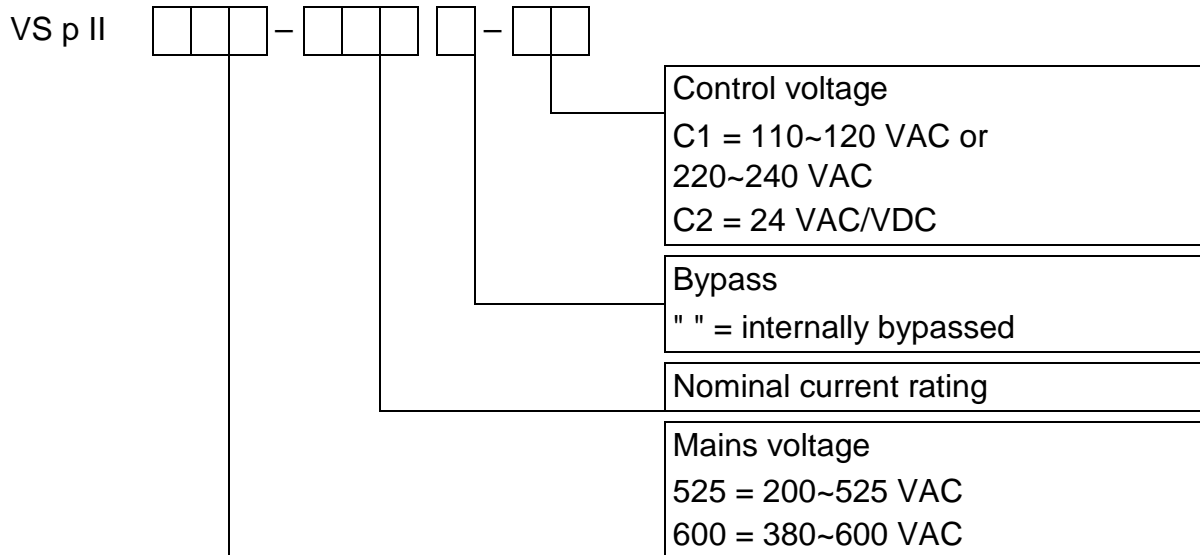 VS p II – –
Control voltage
C1 = 110~120 VAC or
220~240 VAC
C2 = 24 VAC/VDC
Bypass
" " = internally bypassed
Nominal current rating
Mains voltage
525 = 200~525 VAC
600 = 380~600 VAC